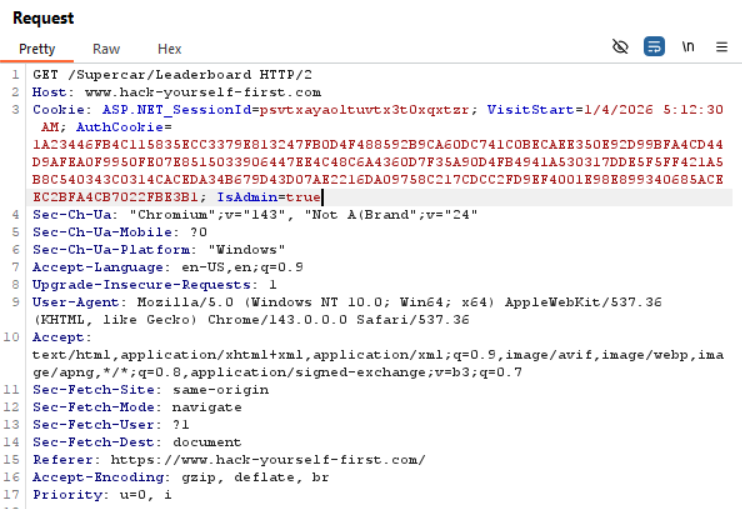 Request
Pretty Raw Hex
\n
1 GET /Supercar/Leaderboard HTTP/2
2 Host: www.hack-yourself-first.com
3 Cookie: ASP.NET_SessionId=psvtxayaoltuvtx3t0xqxtzr; VisitStart=1/4/2026 5:12:30
AM; AuthCookie=
1A23446FB4C115835ECC3379E813247FB0D4F488592B9CA60DC741C0BECAEE350E92D99BFA4CD44
D9AFEA0F9950FE07E8515033906447EE4C48C6A4360D7F35A90D4FB4941A530317DDE5F5FF421A5
B8C540343C0314CACEDA34B679D43D07AE2216DA09758C217CDCC2FD9EF4001E98E899340685ACE
EC2BFA4CB7022FBE3B1; IsAdmin=true
4 Sec-Ch-Ua: "Chromium";v="143", "Not A(Brand";v="24"
5 Sec-Ch-Ua-Mobile: ?0
6 Sec-Ch-Ua-Platform: "Windows"
7 Accept-Language: en-US,en;q=0.9
8 Upgrade-Insecure-Requests: 1
9 User-Agent: Mozilla/5.0 (Windows NT 10.0; Win64; x64) AppleWebKit/537.36
(KHTML, like Gecko) Chrome/143.0.0.0 Safari/537.36
10 Accept:
text/html,application/xhtml+xml,application/xml;q=0.9,image/avif,image/webp,ima
ge/apng,*/*;q=0.8,application/signed-exchange;v=b3;q=0.7
11 Sec-Fetch-Site: same-origin
12 Sec-Fetch-Mode: navigate
13 Sec-Fetch-User: ?1
14 Sec-Fetch-Dest: document
15 Referer: https://www.hack-yourself-first.com/
16 Accept-Encoding: gzip, deflate, br
17 Priority: u=0, i